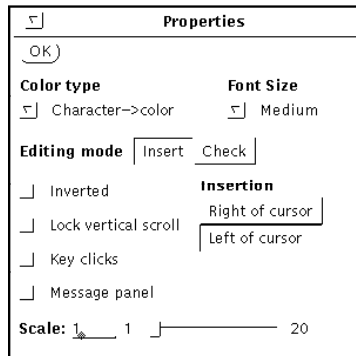 Properties
OK
Color type Font Size
Character->color Medium
Editing mode Insert Check
Inverted Insertion
Right of cursor
Lock vertical scroll
Left of cursor
Key clicks
Message panel
Scale: 1 1 20